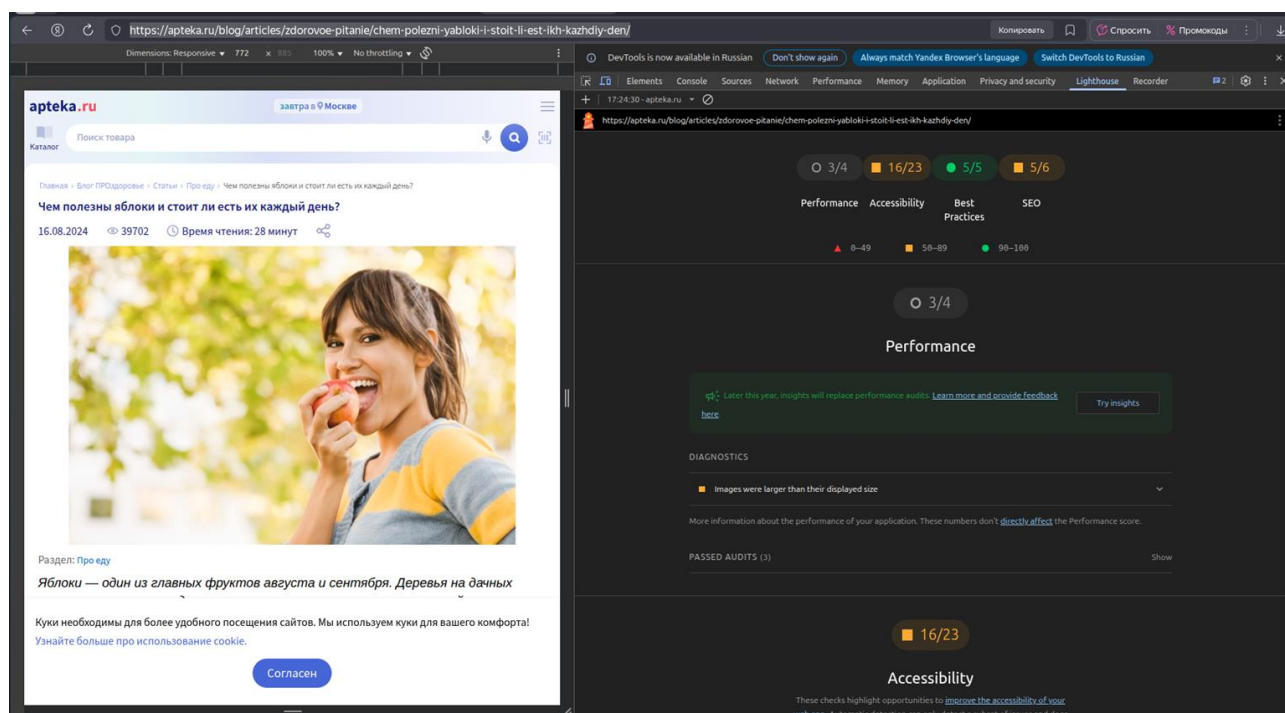 https://apteka.ru/blog/articles/zdorovoe-pitanie/chem-polezni-yabloki-i-stoit-li-est-ikh-kazhdiy-den/
Копировать
Спросить
Промокоды
Dimensions: Responsive ▾ 772 × 885 100% ▾ No throttling ▾
apteka.ru
завтра в Москве
Каталог
Поиск товара
Главная › Блог ПРОздоровье › Статьи › Про еду › Чем полезны яблоки и стоит ли есть их каждый день?
Чем полезны яблоки и стоит ли есть их каждый день?
16.08.2024 39702 Время чтения: 28 минут
Раздел: Про еду
Яблоки — один из главных фруктов августа и сентября. Деревья на дачных
Куки необходимы для более удобного посещения сайтов. Мы используем куки для вашего комфорта!
Узнайте больше про использование cookie.
Согласен
DevTools is now available in Russian Don't show again Always match Yandex Browser's language Switch DevTools to Russian
Elements Console Sources Network Performance Memory Application Privacy and security Lighthouse Recorder 2
17:24:30 - apteka.ru
https://apteka.ru/blog/articles/zdorovoe-pitanie/chem-polezni-yabloki-i-stoit-li-est-ikh-kazhdiy-den/
3/4 16/23 5/5 5/6
Performance Accessibility Best Practices SEO
0–49 50–89 90–100
3/4
Performance
Later this year, insights will replace performance audits. Learn more and provide feedback
here.
Try insights
DIAGNOSTICS
Images were larger than their displayed size
More information about the performance of your application. These numbers don't directly affect the Performance score.
PASSED AUDITS (3) Show
16/23
Accessibility
These checks highlight opportunities to improve the accessibility of your